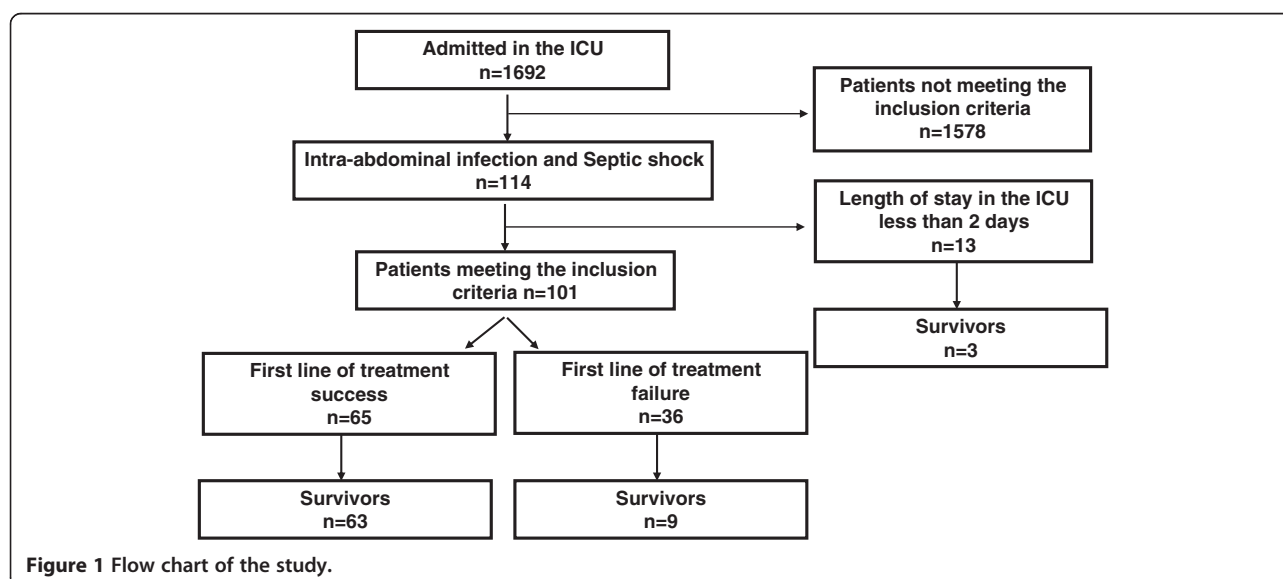 Admitted in the ICU
n=1692
Patients not meeting the
inclusion criteria
n=1578
Intra-abdominal infection and Septic shock
n=114
Length of stay in the ICU
less than 2 days
n=13
Patients meeting the inclusion
criteria n=101
Survivors
n=3
First line of treatment
success
n=65
First line of treatment
failure
n=36
Survivors
n=63
Survivors
n=9
Figure 1 Flow chart of the study.